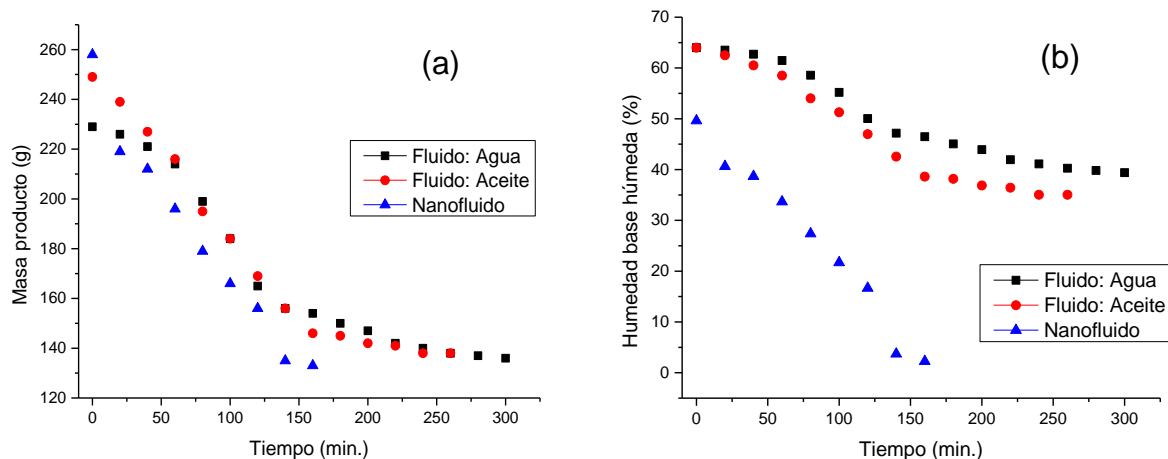 (a)
Masa producto (g)
260
240
220
200
180
160
140
120
Fluido: Agua
Fluido: Aceite
Nanofluido
0 50 100 150 200 250 300
Tiempo (min.)
(b)
Humedad base húmeda (%)
70
60
50
40
30
20
10
0
Fluido: Agua
Fluido: Aceite
Nanofluido
0 50 100 150 200 250 300
Tiempo (min.)